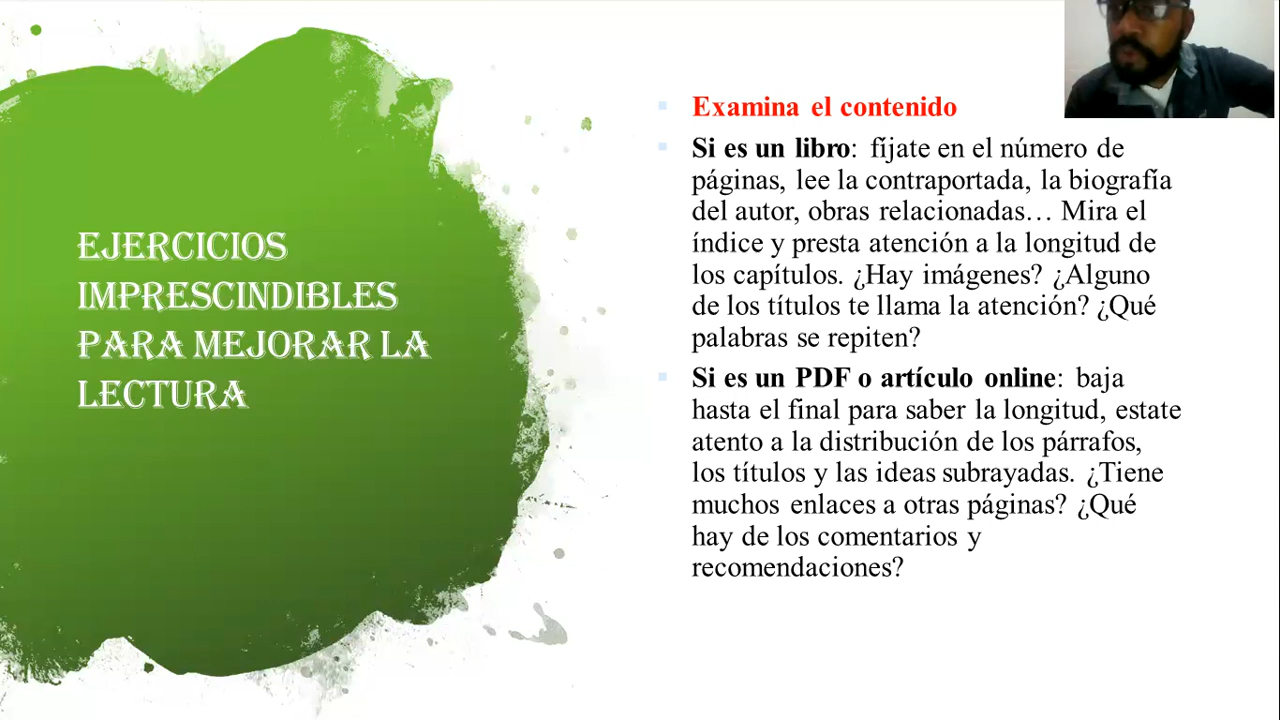 EJERCICIOS
IMPRESCINDIBLES
PARA MEJORAR LA
LECTURA
Examina el contenido
Si es un libro: fíjate en el número de
páginas, lee la contraportada, la biografía
del autor, obras relacionadas… Mira el
índice y presta atención a la longitud de
los capítulos. ¿Hay imágenes? ¿Alguno
de los títulos te llama la atención? ¿Qué
palabras se repiten?
Si es un PDF o artículo online: baja
hasta el final para saber la longitud, estate
atento a la distribución de los párrafos,
los títulos y las ideas subrayadas. ¿Tiene
muchos enlaces a otras páginas? ¿Qué
hay de los comentarios y
recomendaciones?